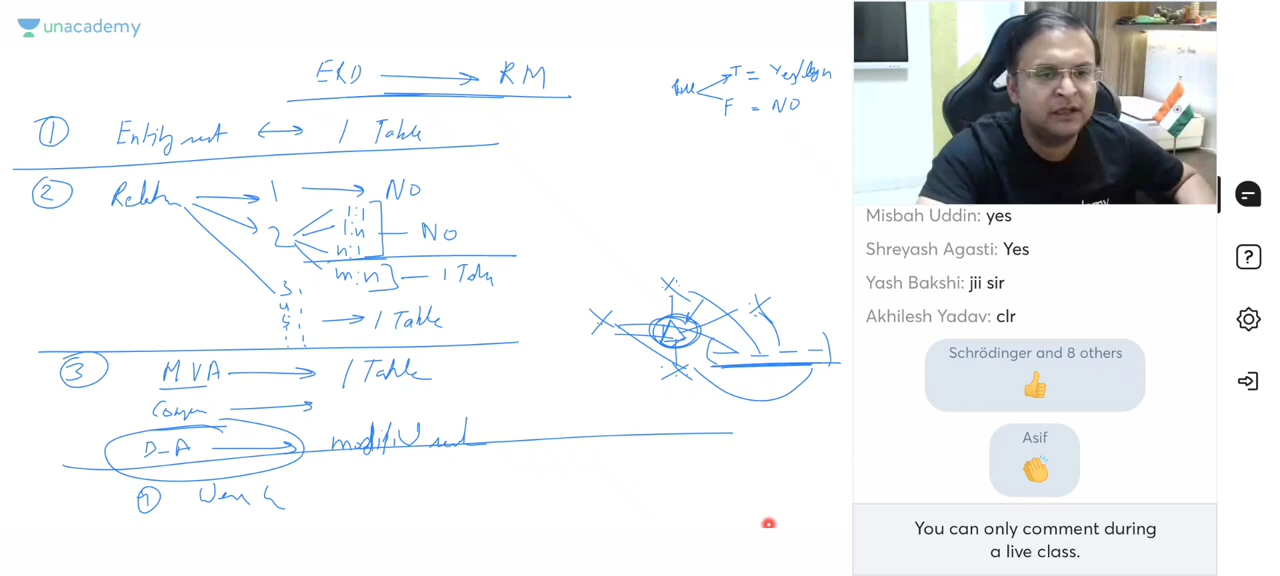 unacademy
ERD → RM
T = Yes/
F = NO
① Entity set ↔ 1 Table
② Relation → 1 → NO
2
1:1
1:n
n:1
NO
m:n — 1 Table
3
4
5
→ 1 Table
③ MVA → 1 Table
D-A →
Misbah Uddin: yes
Shreyash Agasti: Yes
Yash Bakshi: jii sir
Akhilesh Yadav: clr
Schrödinger and 8 others
👍
Asif
👏
You can only comment during
a live class.